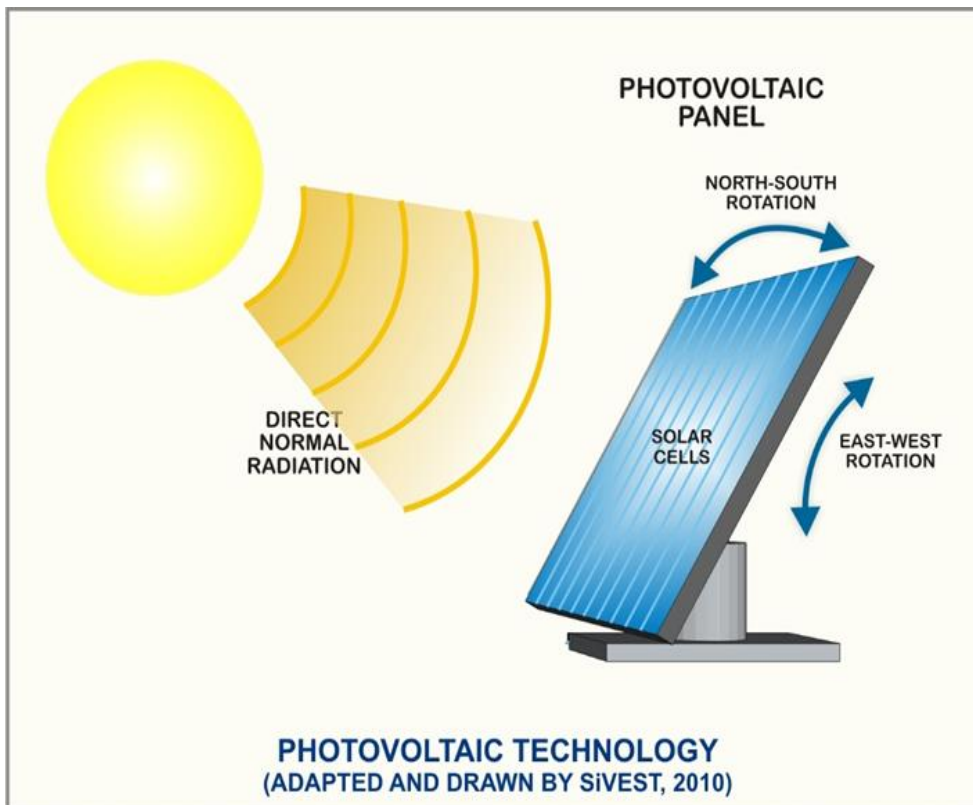 PHOTOVOLTAIC
PANEL
NORTH-SOUTH
ROTATION
DIRECT
NORMAL
RADIATION
SOLAR
CELLS
EAST-WEST
ROTATION
PHOTOVOLTAIC TECHNOLOGY
(ADAPTED AND DRAWN BY SiVEST, 2010)